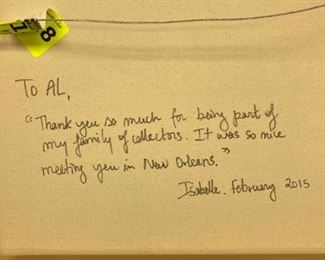 8
TO AL,
"Thank you so much for being part of
my family of collectors. It was so nice
meeting you in New Orleans."
Isabelle. February 2015